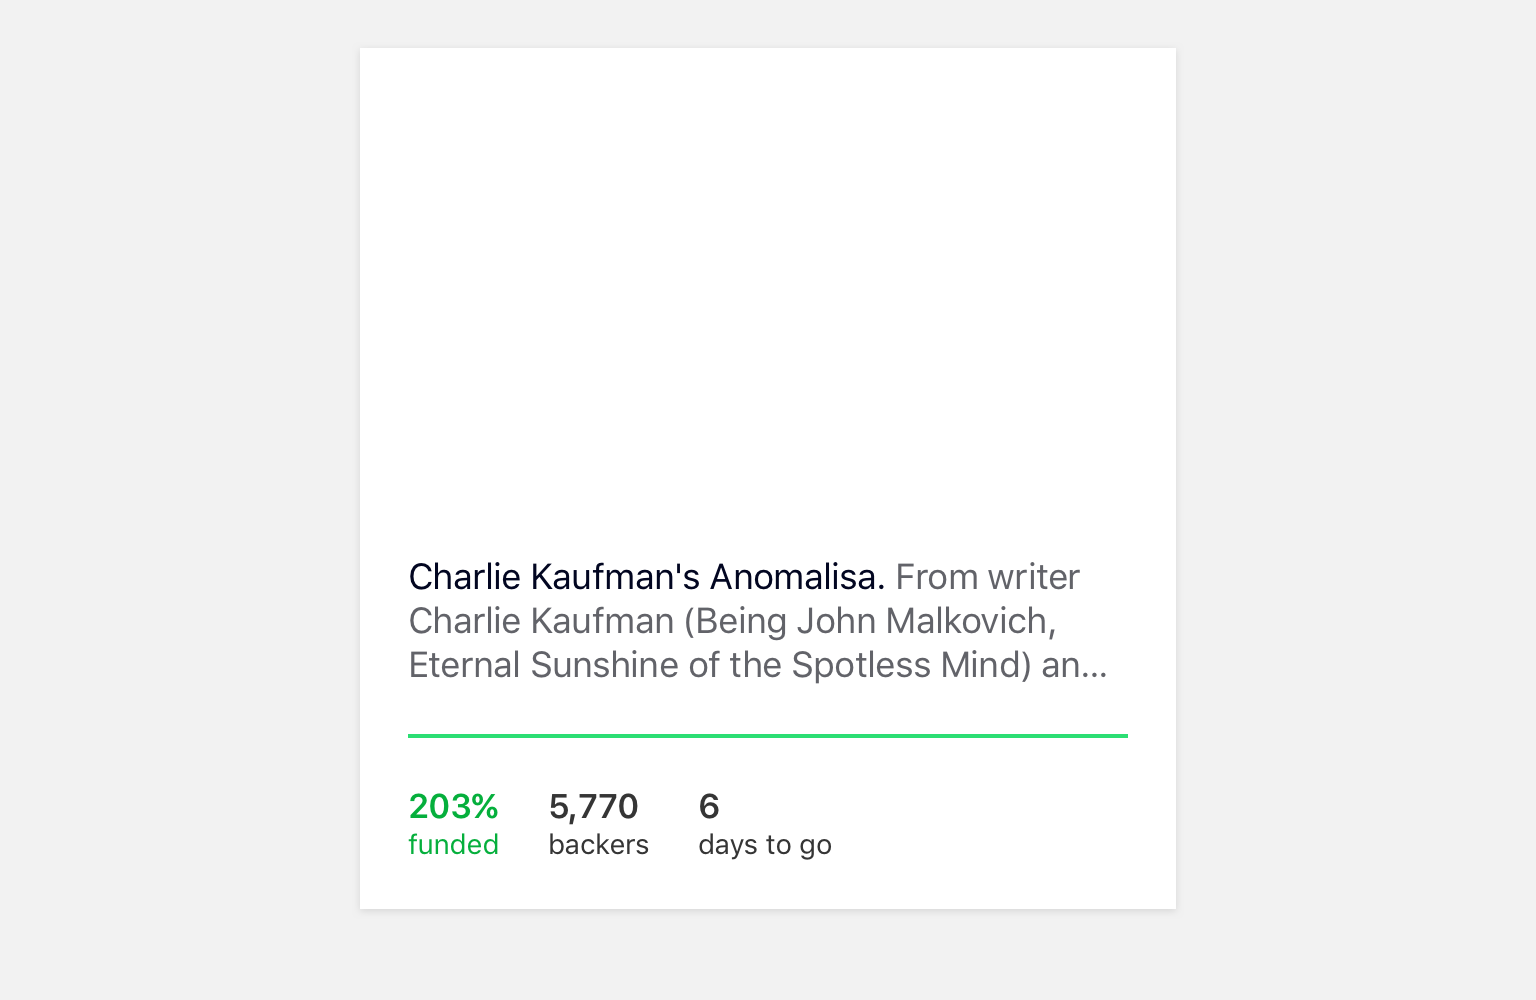 Charlie Kaufman's Anomalisa. From writer
Charlie Kaufman (Being John Malkovich,
Eternal Sunshine of the Spotless Mind) an...
203% 5,770 6
funded backers days to go